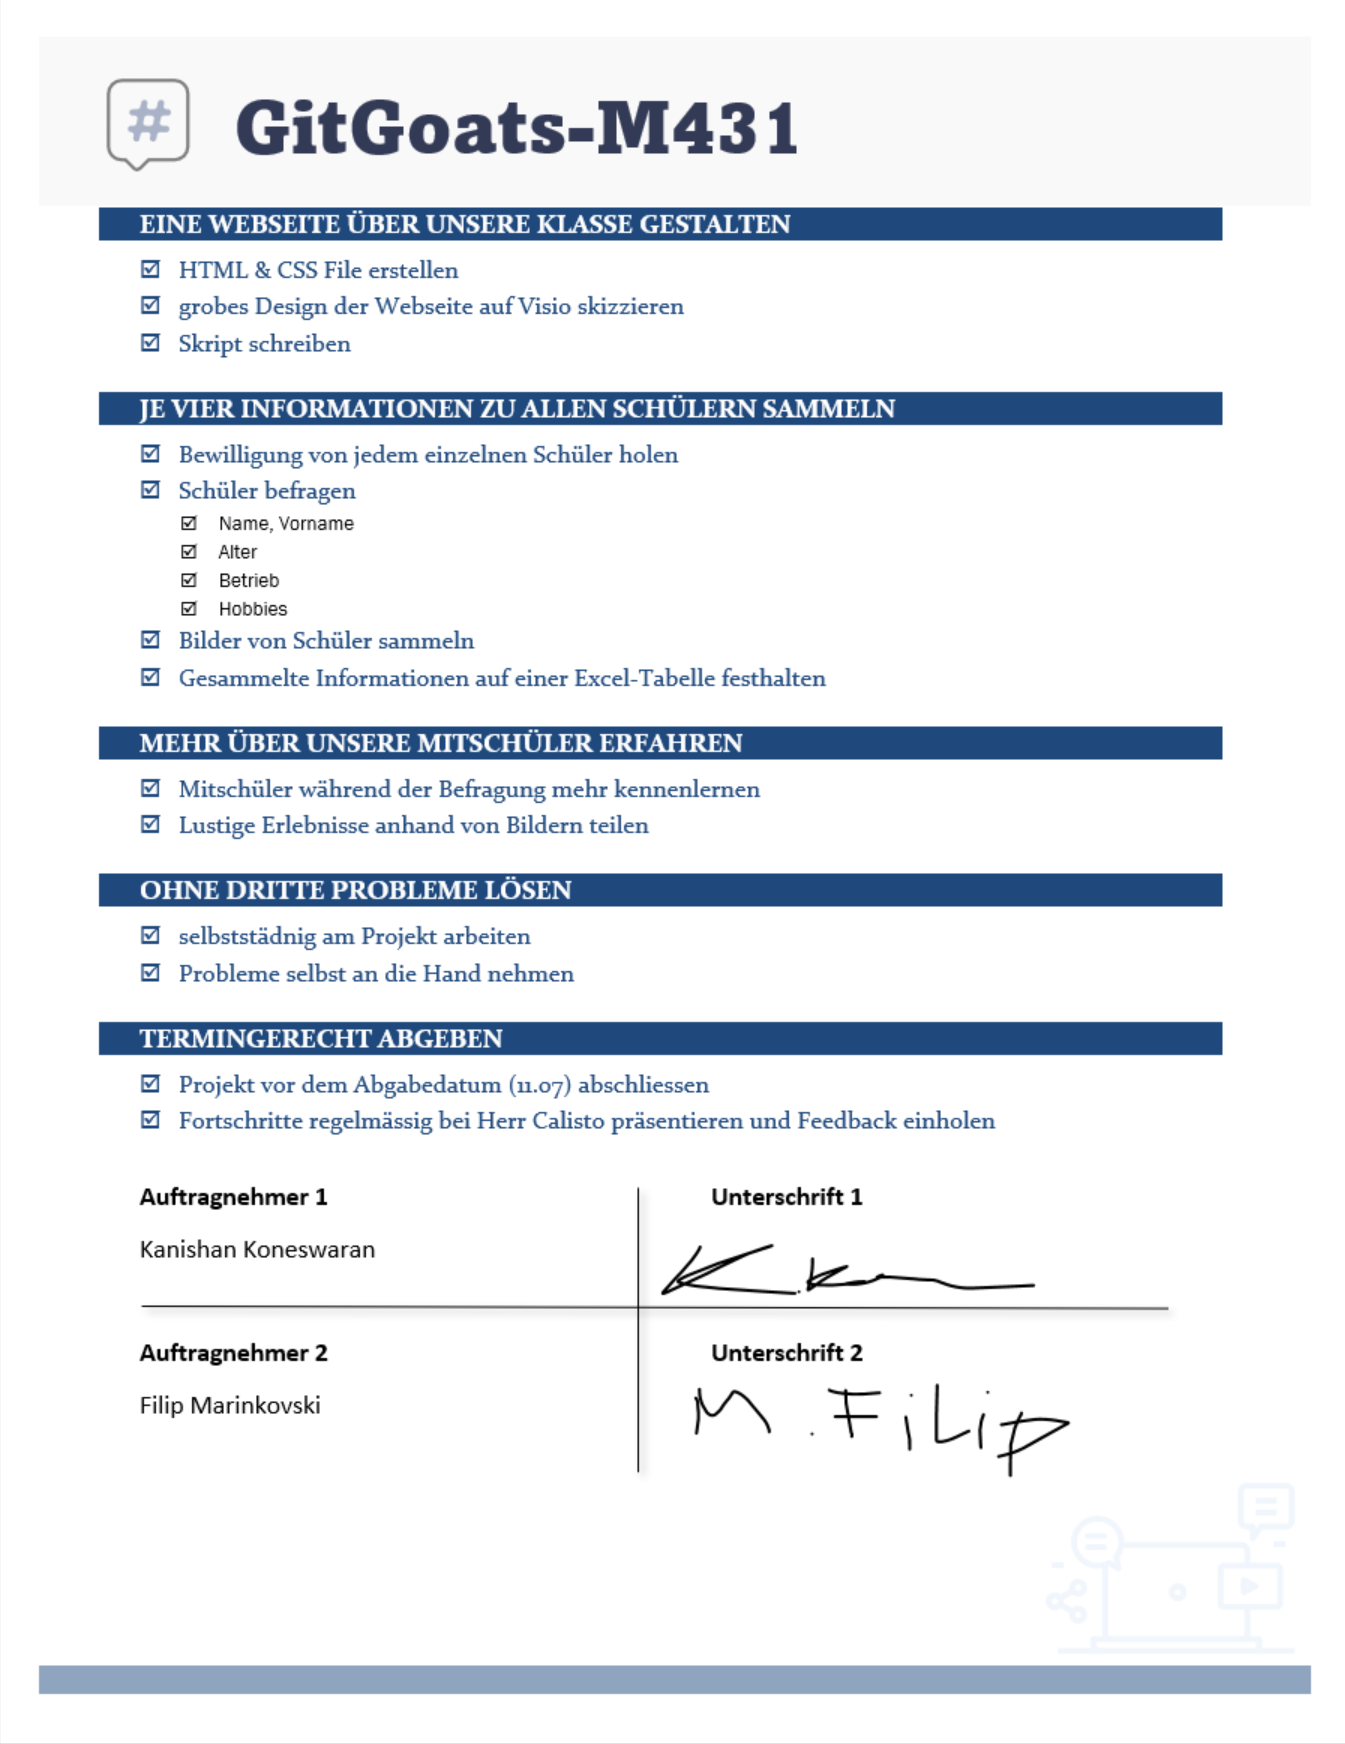 #
GitGoats-M431
EINE WEBSEITE ÜBER UNSERE KLASSE GESTALTEN
HTML & CSS File erstellen
grobes Design der Webseite auf Visio skizzieren
Skript schreiben
JE VIER INFORMATIONEN ZU ALLEN SCHÜLERN SAMMELN
Bewilligung von jedem einzelnen Schüler holen
Schüler befragen
Name, Vorname
Alter
Betrieb
Hobbies
Bilder von Schüler sammeln
Gesammelte Informationen auf einer Excel-Tabelle festhalten
MEHR ÜBER UNSERE MITSCHÜLER ERFAHREN
Mitschüler während der Befragung mehr kennenlernen
Lustige Erlebnisse anhand von Bildern teilen
OHNE DRITTE PROBLEME LÖSEN
selbststädnig am Projekt arbeiten
Probleme selbst an die Hand nehmen
TERMINGERECHT ABGEBEN
Projekt vor dem Abgabedatum (11.07) abschliessen
Fortschritte regelmässig bei Herr Calisto präsentieren und Feedback einholen
Auftragnehmer 1
Unterschrift 1
Kanishan Koneswaran
Auftragnehmer 2
Unterschrift 2
Filip Marinkovski
M. Filip